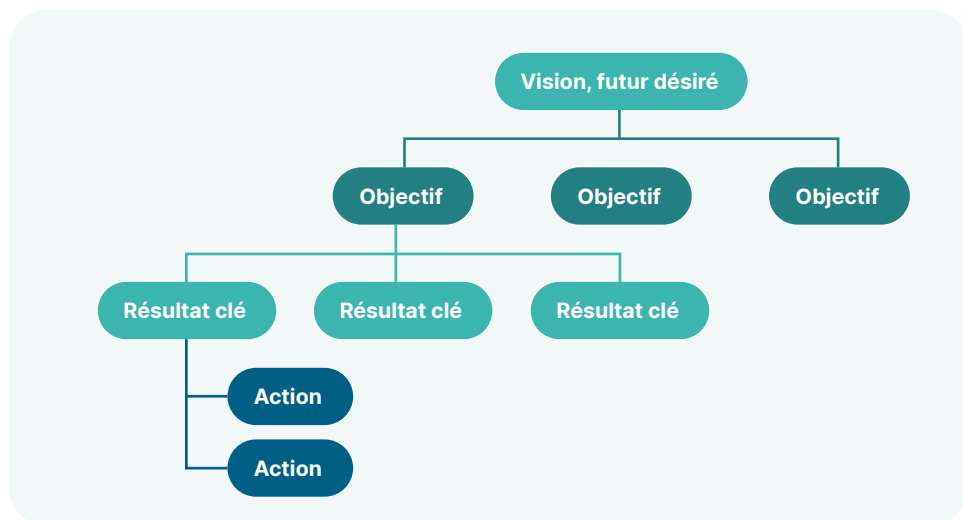 Vision, futur désiré
Objectif
Objectif
Objectif
Résultat clé
Résultat clé
Résultat clé
Action
Action